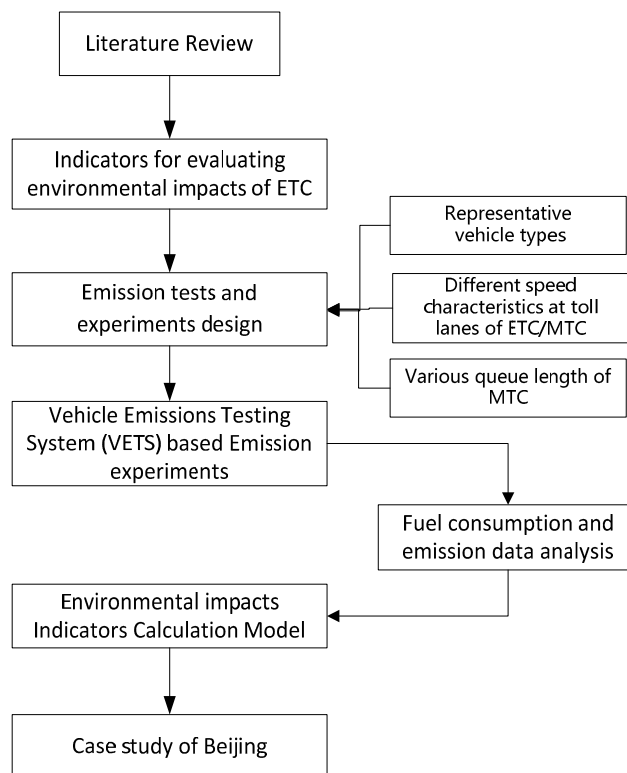 Literature Review
Indicators for evaluating
environmental impacts of ETC
Representative
vehicle types
Emission tests and
experiments design
Different speed
characteristics at toll
lanes of ETC/MTC
Various queue length of
MTC
Vehicle Emissions Testing
System (VETS) based Emission
experiments
Fuel consumption and
emission data analysis
Environmental impacts
Indicators Calculation Model
Case study of Beijing